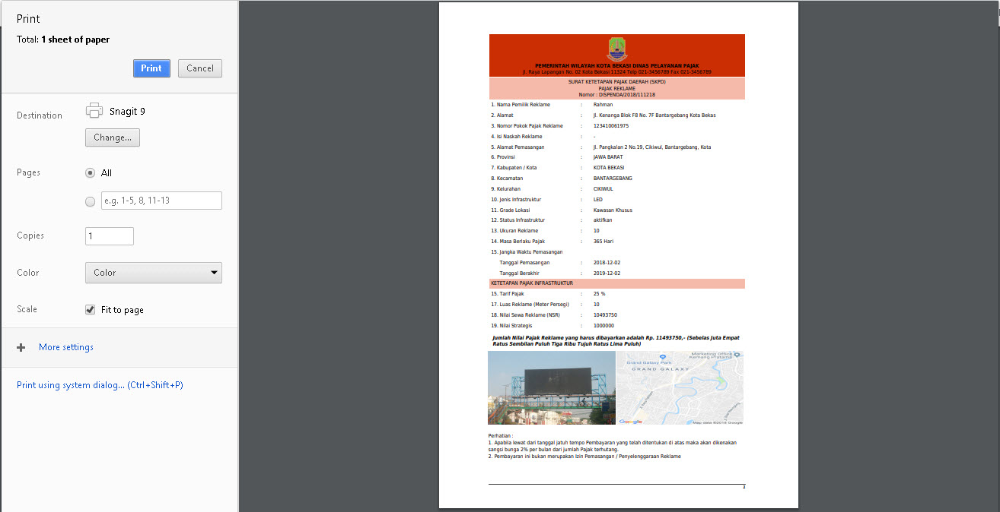 Print
Total: 1 sheet of paper
Print Cancel
Destination Snagit 9
Change...
Pages All
e.g. 1-5, 8, 11-13
Copies 1
Color Color
Scale Fit to page
More settings
Print using system dialog... (Ctrl+Shift+P)
PEMERINTAH WILAYAH KOTA BEKASI DINAS PELAYANAN PAJAK
Jl. Raya Lapangan No. 02 Kota Bekasi 11324 Telp 021-3456789 Fax 021-3456789
SURAT KETETAPAN PAJAK DAERAH (SKPD)
PAJAK REKLAME
Nomor : DISPENDA/2018/111218
1. Nama Pemilik Reklame : Rahman
2. Alamat : Jl. Kenanga Blok F8 No. 7F Bantargebang Kota Bekas
3. Nomor Pokok Pajak Reklame : 123410061975
4. Isi Naskah Reklame : -
5. Alamat Pemasangan : Jl. Pangkalan 2 No.19, Cikiwul, Bantargebang, Kota
6. Provinsi : JAWA BARAT
7. Kabupaten / Kota : KOTA BEKASI
8. Kecamatan : BANTARGEBANG
9. Kelurahan : CIKIWUL
10. Jenis Infrastruktur : LED
11. Grade Lokasi : Kawasan Khusus
12. Status Infrastruktur : aktifkan
13. Ukuran Reklame : 10
14. Masa Berlaku Pajak : 365 Hari
15. Jangka Waktu Pemasangan
Tanggal Pemasangan : 2018-12-02
Tanggal Berakhir : 2019-12-02
KETETAPAN PAJAK INFRASTRUKTUR
15. Tarif Pajak : 25 %
17. Luas Reklame (Meter Persegi) : 10
18. Nilai Sewa Reklame (NSR) : 10493750
19. Nilai Strategis : 1000000
Jumlah Nilai Pajak Reklame yang harus dibayarkan adalah Rp. 11493750,- (Sebelas Juta Empat
Ratus Sembilan Puluh Tiga Ribu Tujuh Ratus Lima Puluh)
Marketing Office
Kemang Pratama
Grand Galaxy Park
GRAND GALAXY
Google Map data ©2018 Google
Perhatian :
1. Apabila lewat dari tanggal jatuh tempo Pembayaran yang telah ditentukan di atas maka akan dikenakan
sangsi bunga 2% per bulan dari jumlah Pajak terhutang.
2. Pembayaran ini bukan merupakan Izin Pemasangan / Penyelenggaraan Reklame